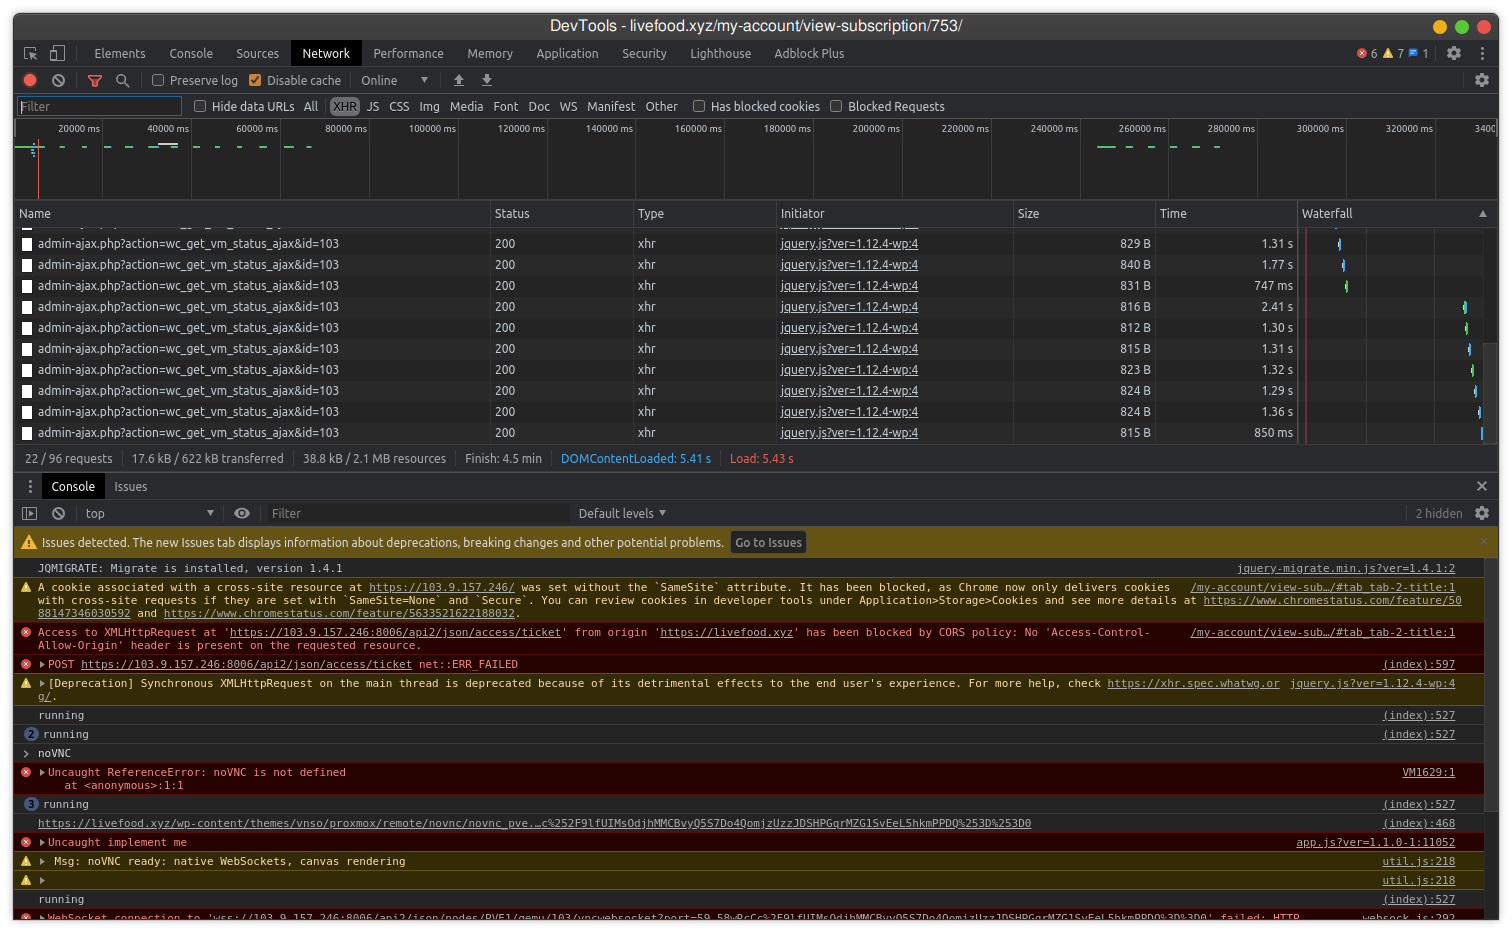 DevTools - livefood.xyz/my-account/view-subscription/753/
Elements Console Sources Network Performance Memory Application Security Lighthouse Adblock Plus 6 7 1
Preserve log Disable cache Online
Filter Hide data URLs All XHR JS CSS Img Media Font Doc WS Manifest Other Has blocked cookies Blocked Requests
20000 ms 40000 ms 60000 ms 80000 ms 100000 ms 120000 ms 140000 ms 160000 ms 180000 ms 200000 ms 220000 ms 240000 ms 260000 ms 280000 ms 300000 ms 320000 ms 3400
Name Status Type Initiator Size Time Waterfall
admin-ajax.php?action=wc_get_vm_status_ajax&id=103 200 xhr jquery.js?ver=1.12.4-wp:4 829 B 1.31 s
admin-ajax.php?action=wc_get_vm_status_ajax&id=103 200 xhr jquery.js?ver=1.12.4-wp:4 840 B 1.77 s
admin-ajax.php?action=wc_get_vm_status_ajax&id=103 200 xhr jquery.js?ver=1.12.4-wp:4 831 B 747 ms
admin-ajax.php?action=wc_get_vm_status_ajax&id=103 200 xhr jquery.js?ver=1.12.4-wp:4 816 B 2.41 s
admin-ajax.php?action=wc_get_vm_status_ajax&id=103 200 xhr jquery.js?ver=1.12.4-wp:4 812 B 1.30 s
admin-ajax.php?action=wc_get_vm_status_ajax&id=103 200 xhr jquery.js?ver=1.12.4-wp:4 815 B 1.31 s
admin-ajax.php?action=wc_get_vm_status_ajax&id=103 200 xhr jquery.js?ver=1.12.4-wp:4 823 B 1.32 s
admin-ajax.php?action=wc_get_vm_status_ajax&id=103 200 xhr jquery.js?ver=1.12.4-wp:4 824 B 1.29 s
admin-ajax.php?action=wc_get_vm_status_ajax&id=103 200 xhr jquery.js?ver=1.12.4-wp:4 824 B 1.36 s
admin-ajax.php?action=wc_get_vm_status_ajax&id=103 200 xhr jquery.js?ver=1.12.4-wp:4 815 B 850 ms
22 / 96 requests 17.6 kB / 622 kB transferred 38.8 kB / 2.1 MB resources Finish: 4.5 min DOMContentLoaded: 5.41 s Load: 5.43 s
Console Issues
top Filter Default levels 2 hidden
Issues detected. The new Issues tab displays information about deprecations, breaking changes and other potential problems. Go to Issues
JQMIGRATE: Migrate is installed, version 1.4.1 jquery-migrate.min.js?ver=1.4.1:2
A cookie associated with a cross-site resource at https://103.9.157.246/ was set without the `SameSite` attribute. It has been blocked, as Chrome now only delivers cookies /my-account/view-sub…/#tab_tab-2-title:1
with cross-site requests if they are set with `SameSite=None` and `Secure`. You can review cookies in developer tools under Application>Storage>Cookies and see more details at https://www.chromestatus.com/feature/50
88147346030592 and https://www.chromestatus.com/feature/5633521622188032.
Access to XMLHttpRequest at 'https://103.9.157.246:8006/api2/json/access/ticket' from origin 'https://livefood.xyz' has been blocked by CORS policy: No 'Access-Control- /my-account/view-sub…/#tab_tab-2-title:1
Allow-Origin' header is present on the requested resource.
POST https://103.9.157.246:8006/api2/json/access/ticket net::ERR_FAILED (index):597
[Deprecation] Synchronous XMLHttpRequest on the main thread is deprecated because of its detrimental effects to the end user's experience. For more help, check https://xhr.spec.whatwg.or jquery.js?ver=1.12.4-wp:4
g/.
running (index):527
2 running (index):527
noVNC
Uncaught ReferenceError: noVNC is not defined VM1629:1
at <anonymous>:1:1
3 running (index):527
https://livefood.xyz/wp-content/themes/vnso/proxmox/remote/novnc/novnc_pve.…c%252F9lfUIMsOdjhMMCBvyQ5S7Do4QomjzUzzJDSHPGqrMZG1SvEeL5hkmPPDQ%253D%253D0 (index):468
Uncaught implement me app.js?ver=1.1.0-1:11052
Msg: noVNC ready: native WebSockets, canvas rendering util.js:218
util.js:218
running (index):527
WebSocket connection to 'wss://103.9.157.246:8006/api2/json/nodes/PVE1/qemu/103/vncwebsocket?port=59…58wRcCc%2F9lfUIMsOdjhMMCBvyQ5S7Do4QomjzUzzJDSHPGqrMZG1SvEeL5hkmPPDQ%3D%3D0' failed: HTTP websock.js:292